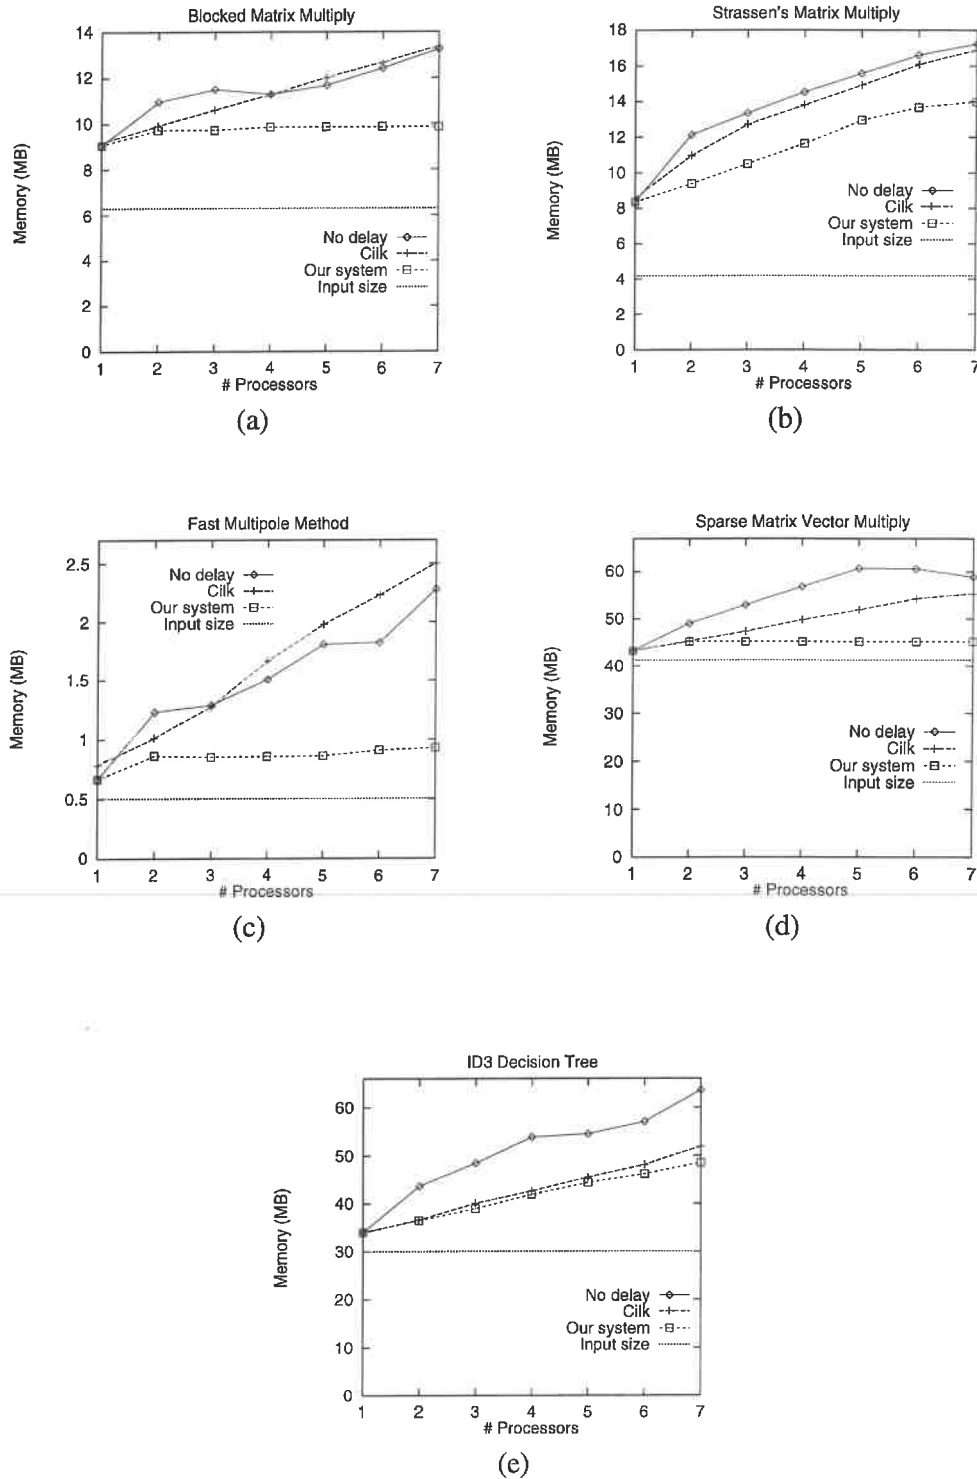 Blocked Matrix Multiply
14
12
10
8
6
4
2
0
Memory (MB)
No delay
Cilk
Our system
Input size
1 2 3 4 5 6 7
# Processors
(a)
Strassen's Matrix Multiply
18
16
14
12
10
8
6
4
2
0
Memory (MB)
No delay
Cilk
Our system
Input size
1 2 3 4 5 6 7
# Processors
(b)
Fast Multipole Method
2.5
2
1.5
1
0.5
0
Memory (MB)
No delay
Cilk
Our system
Input size
1 2 3 4 5 6 7
# Processors
(c)
Sparse Matrix Vector Multiply
60
50
40
30
20
10
0
Memory (MB)
No delay
Cilk
Our system
Input size
1 2 3 4 5 6 7
# Processors
(d)
ID3 Decision Tree
60
50
40
30
20
10
0
Memory (MB)
No delay
Cilk
Our system
Input size
1 2 3 4 5 6 7
# Processors
(e)